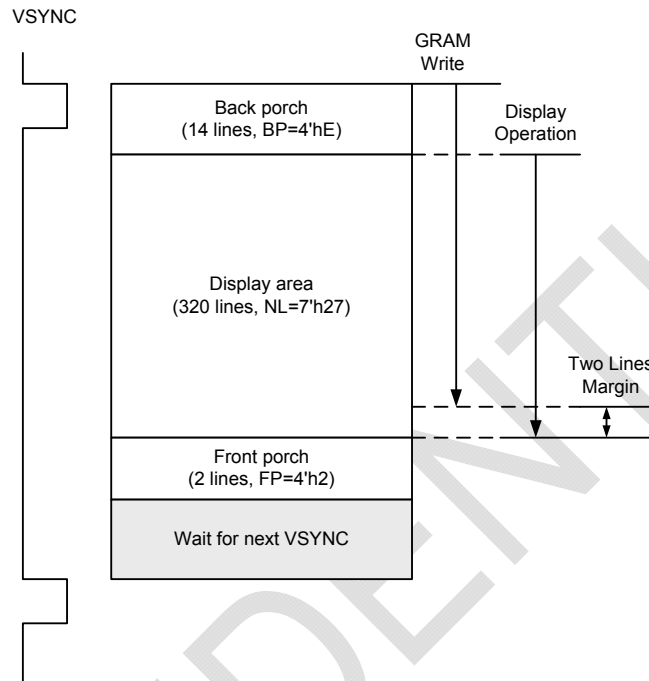 VSYNC
GRAM
Write
Back porch
(14 lines, BP=4'hE)
Display
Operation
Display area
(320 lines, NL=7'h27)
Two Lines
Margin
Front porch
(2 lines, FP=4'h2)
Wait for next VSYNC